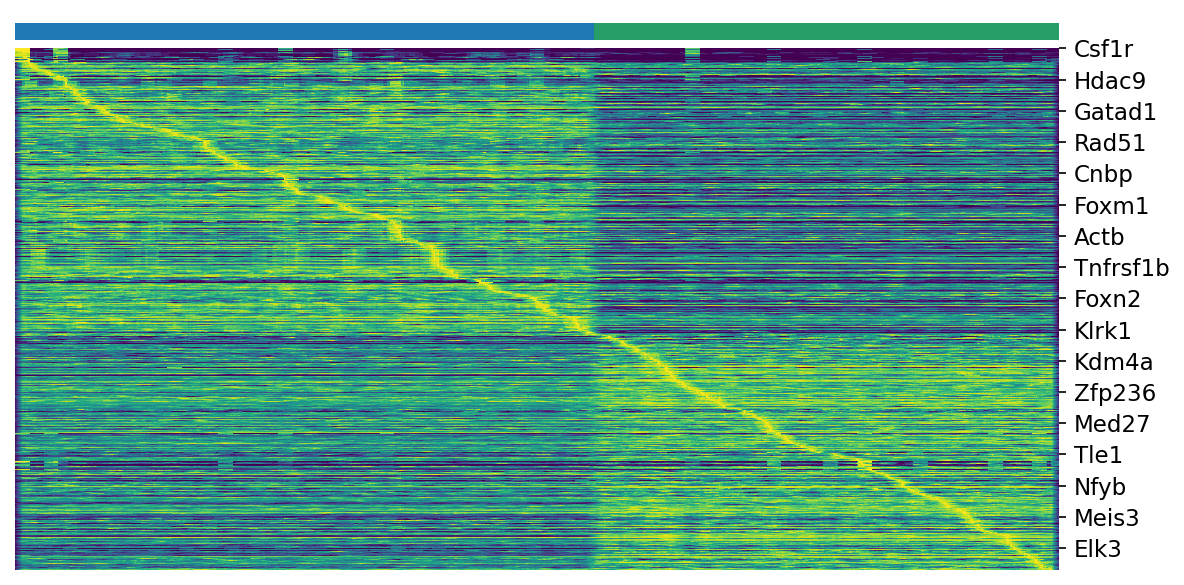 Csf1r
Hdac9
Gatad1
Rad51
Cnbp
Foxm1
Actb
Tnfrsf1b
Foxn2
Klrk1
Kdm4a
Zfp236
Med27
Tle1
Nfyb
Meis3
Elk3